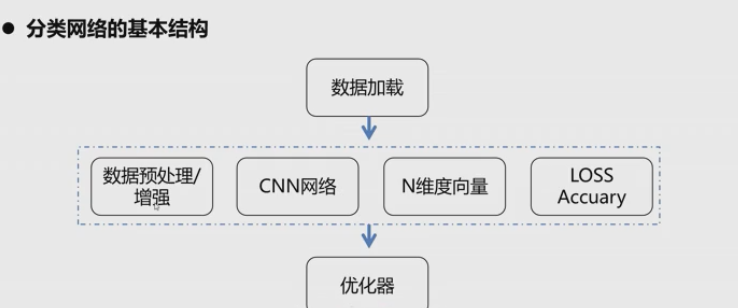 ● 分类网络的基本结构
数据加载
数据预处理/
增强
CNN网络
N维度向量
LOSS
Accuary
优化器